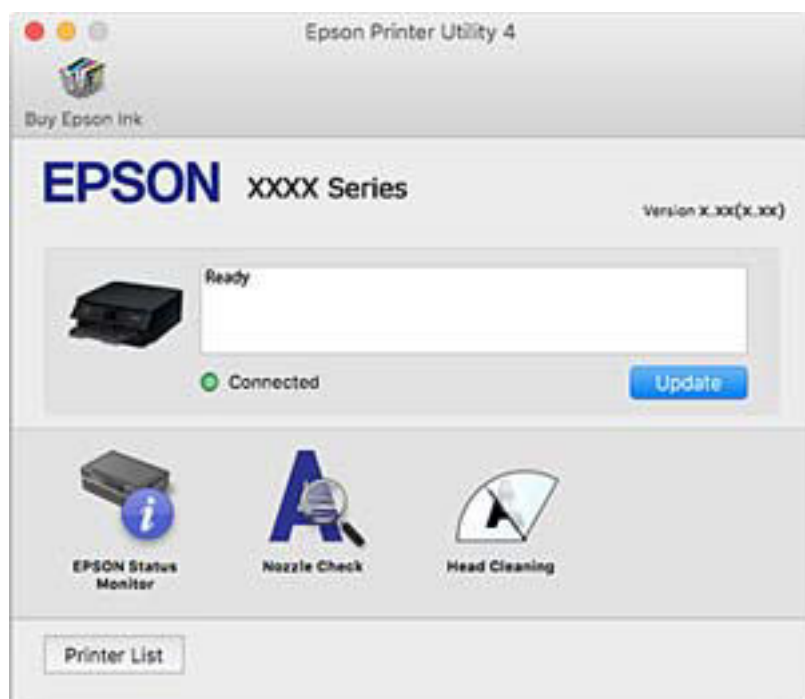 Epson Printer Utility 4
Buy Epson Ink
EPSON XXXX Series
Version x.xx(x.xx)
Ready
Connected
Update
EPSON Status
Monitor
Nozzle Check
Head Cleaning
Printer List